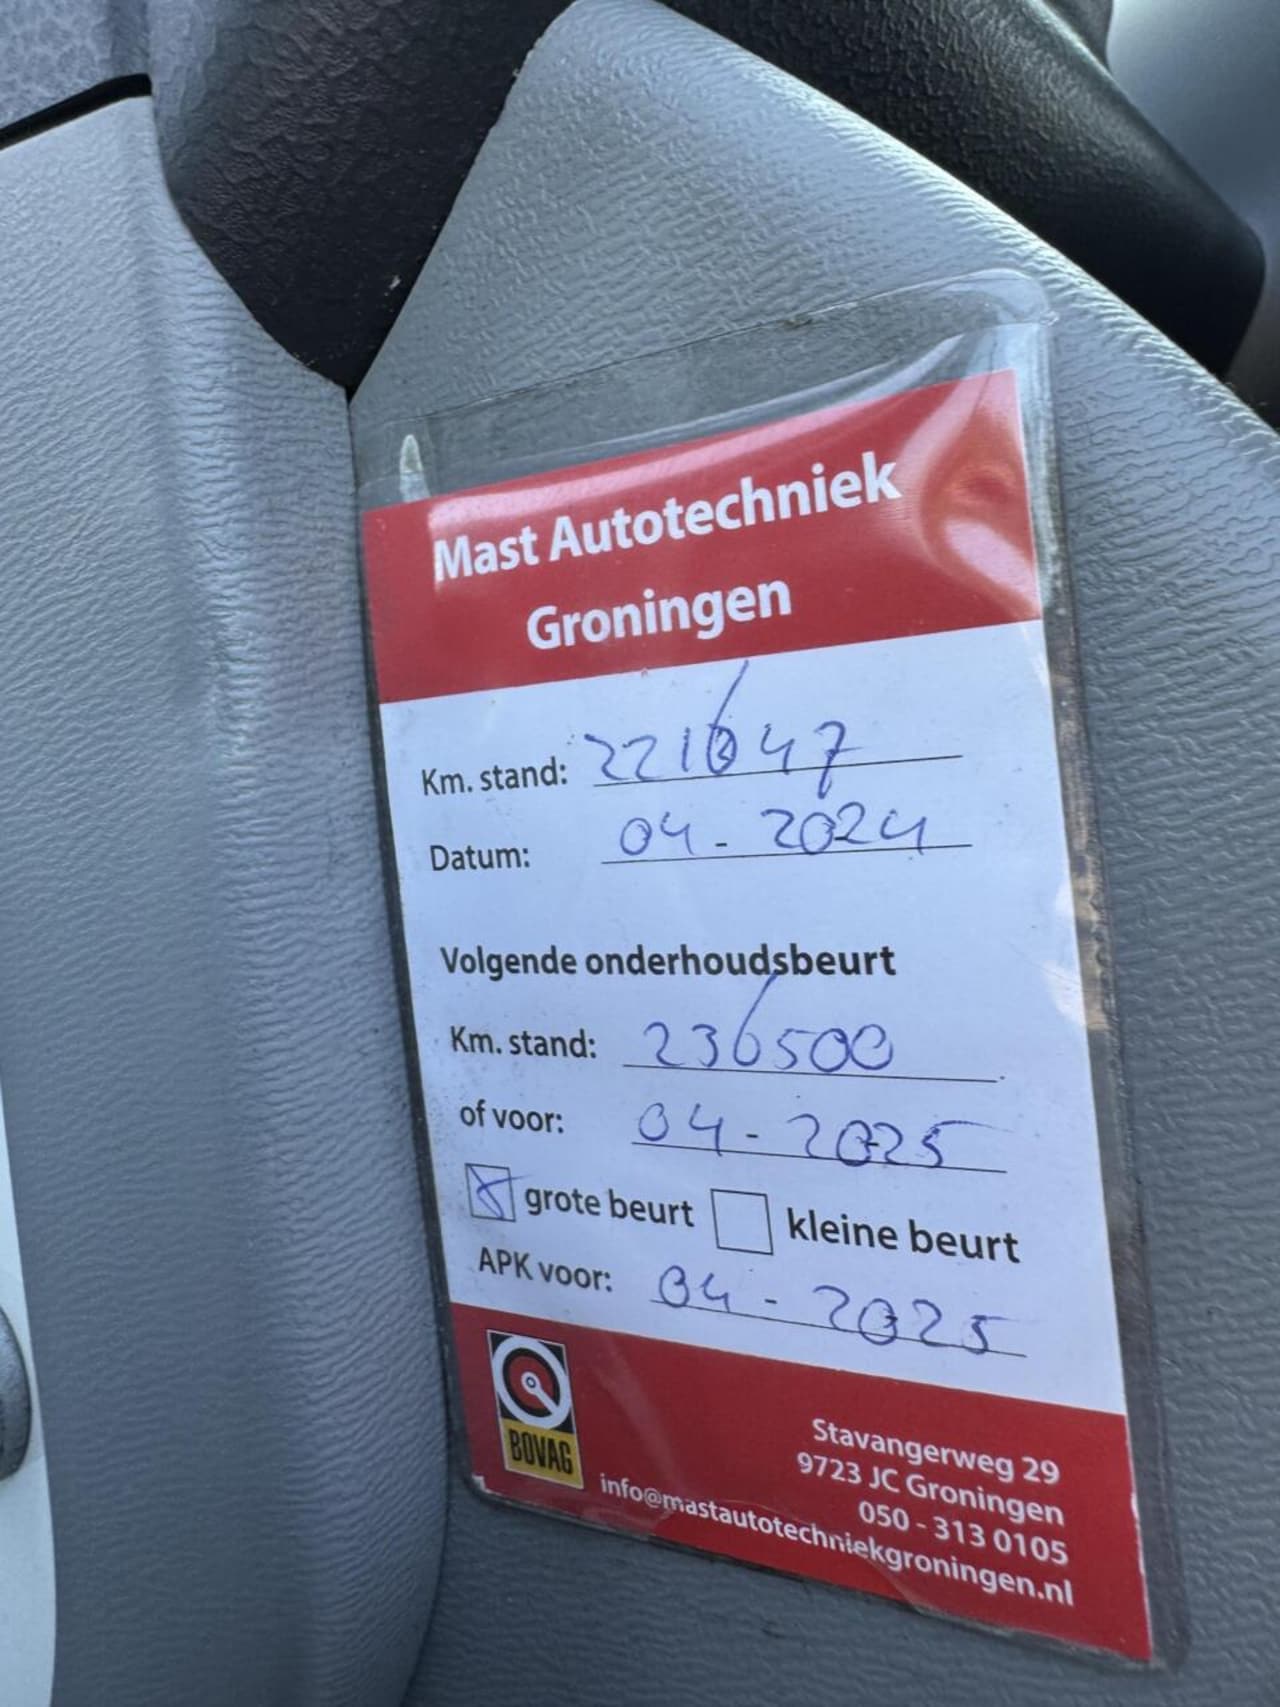 Mast Autotechniek
Groningen
Km. stand: 221647
Datum: 04 - 2024
Volgende onderhoudsbeurt
Km. stand: 236500
of voor: 04 - 2025
grote beurt kleine beurt
APK voor: 04 - 2025
BOVAG
Stavangerweg 29
9723 JC Groningen
050 - 313 0105
info@mastautotechniekgroningen.nl